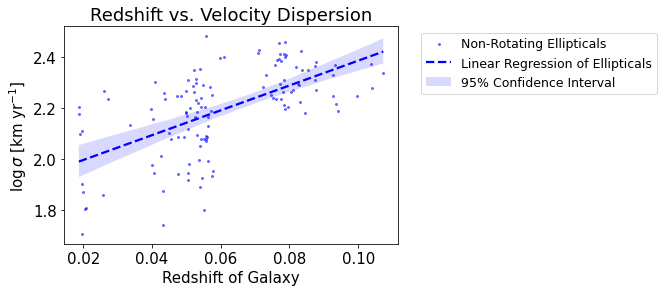 Redshift vs. Velocity Dispersion
log σ [km yr⁻¹]
2.4
2.2
2.0
1.8
0.02 0.04 0.06 0.08 0.10
Redshift of Galaxy
Non-Rotating Ellipticals
Linear Regression of Ellipticals
95% Confidence Interval